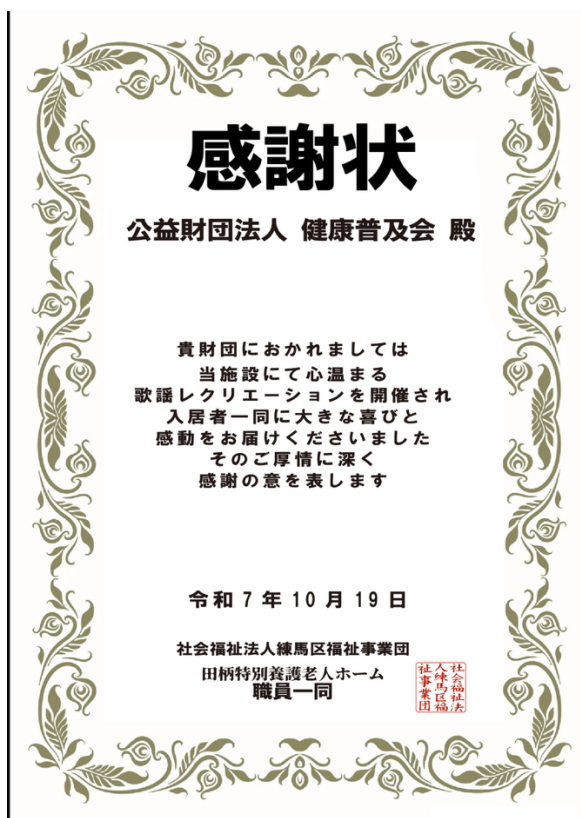 感謝状
公益財団法人 健康普及会 殿
貴財団におかれましては
当施設にて心温まる
歌謡レクリエーションを開催され
入居者一同に大きな喜びと
感動をお届けくださいました
そのご厚情に深く
感謝の意を表します
令和7年10月19日
社会福祉法人練馬区福祉事業団
田柄特別養護老人ホーム
職員一同
社会福祉法
人練馬区福
祉事業団